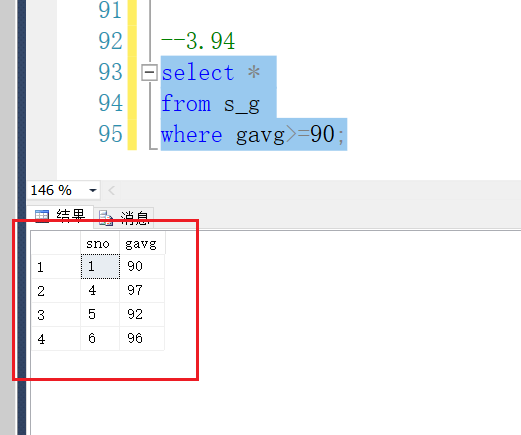 91
92 --3.94
93 select *
94 from s_g
95 where gavg>=90;
146 %
结果 消息
sno gavg
1 1 90
2 4 97
3 5 92
4 6 96